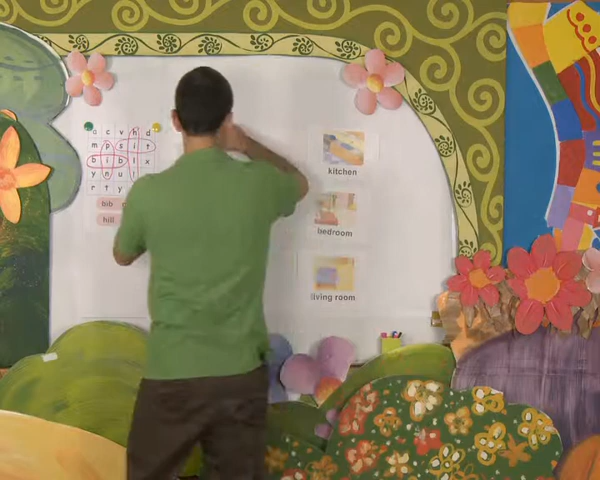 o c v h d
m p s i t
b i b l x
y n u l
r t y
bib
hill
kitchen
bedroom
living room